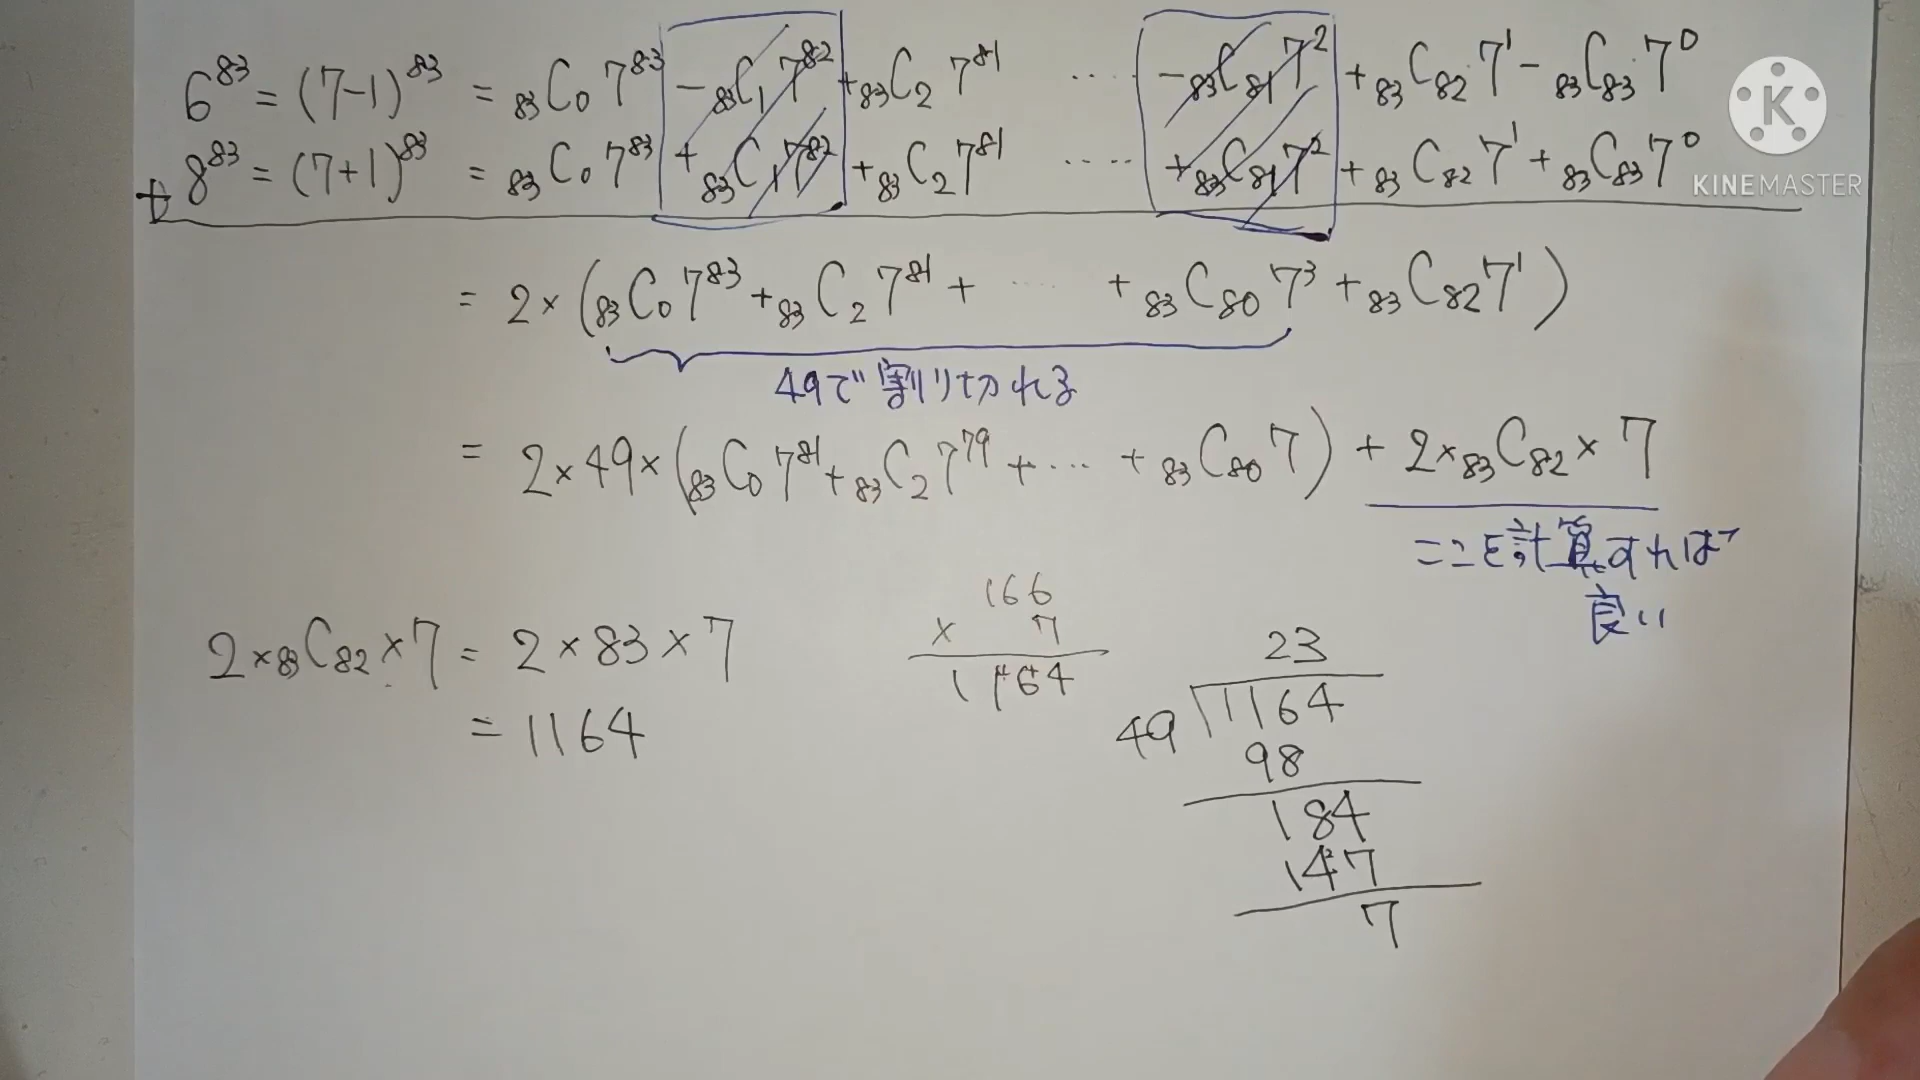 6^83 = (7-1)^83 = 83C0 7^83 - 83C1 7^82 + 83C2 7^81 ····· - 83C81 7^2 + 83C82 7^1 - 83C83 7^0
+ 8^83 = (7+1)^83 = 83C0 7^83 + 83C1 7^82 + 83C2 7^81 ····· + 83C81 7^2 + 83C82 7^1 + 83C83 7^0
KINEMASTER
= 2 × (83C0 7^83 + 83C2 7^81 + ····· + 83C80 7^3 + 83C82 7^1)
49で割り切れる
= 2×49×(83C0 7^81 + 83C2 7^79 + ··· + 83C80 7) + 2×83C82×7
ここを計算すれば
良い
2×83C82×7 = 2×83×7
= 1164
166
× 7
1164
23
49 1164
98
184
147
7